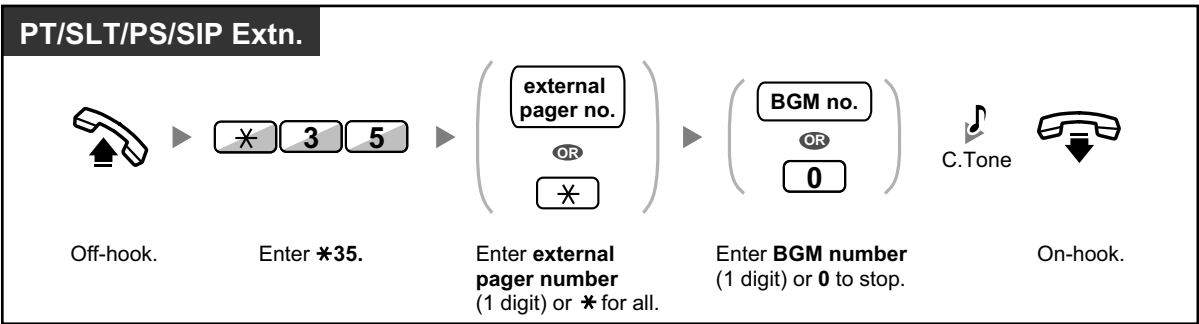 PT/SLT/PS/SIP Extn.
✳ 3 5
external
pager no.
OR
✳
BGM no.
OR
0
C.Tone
Off-hook.
Enter ✳35.
Enter external
pager number
(1 digit) or ✳ for all.
Enter BGM number
(1 digit) or 0 to stop.
On-hook.